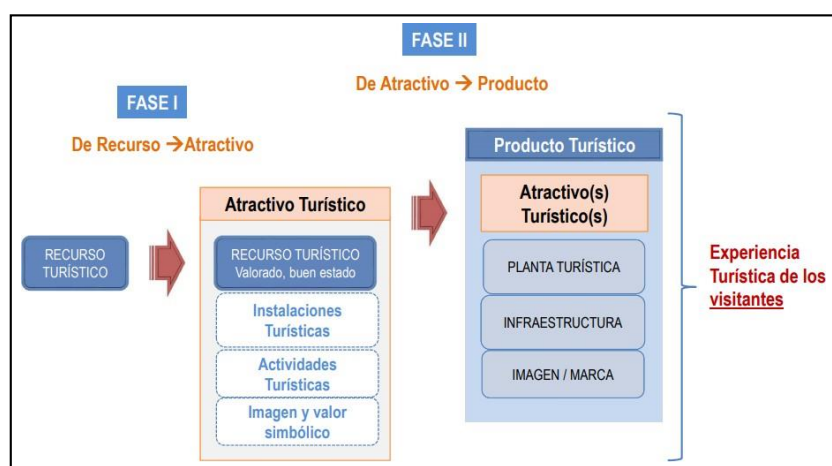 FASE II
De Atractivo → Producto
FASE I
De Recurso →Atractivo
RECURSO
TURÍSTICO
Atractivo Turístico
RECURSO TURÍSTICO
Valorado, buen estado
Instalaciones
Turísticas
Actividades
Turísticas
Imagen y valor
simbólico
Producto Turístico
Atractivo(s)
Turístico(s)
PLANTA TURÍSTICA
INFRAESTRUCTURA
IMAGEN / MARCA
Experiencia
Turística de los
visitantes